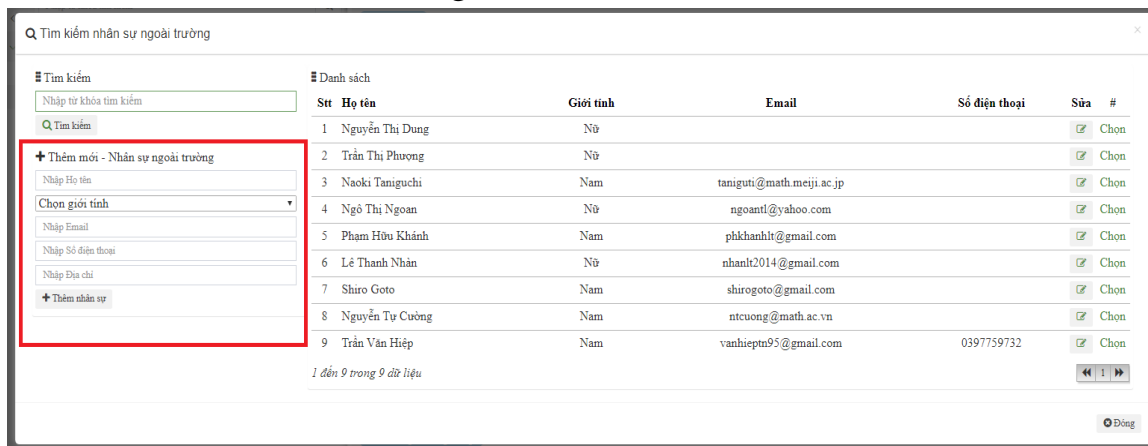 Tìm kiếm nhân sự ngoài trường
×
Tìm kiếm
Nhập từ khóa tìm kiếm
Tìm kiếm
Thêm mới - Nhân sự ngoài trường
Nhập Họ tên
Chọn giới tính
Nhập Email
Nhập Số điện thoại
Nhập Địa chỉ
Thêm nhân sự
Danh sách
Stt Họ tên Giới tính Email Số điện thoại Sửa #
1 Nguyễn Thị Dung Nữ Chọn
2 Trần Thị Phượng Nữ Chọn
3 Naoki Taniguchi Nam taniguti@math.meiji.ac.jp Chọn
4 Ngô Thị Ngoan Nữ ngoantl@yahoo.com Chọn
5 Phạm Hữu Khánh Nam phkhanhlt@gmail.com Chọn
6 Lê Thanh Nhàn Nữ nhanlt2014@gmail.com Chọn
7 Shiro Goto Nam shirogoto@gmail.com Chọn
8 Nguyễn Tự Cường Nam ntcuong@math.ac.vn Chọn
9 Trần Văn Hiệp Nam vanhieptn95@gmail.com 0397759732 Chọn
1 đến 9 trong 9 dữ liệu
1
Đóng